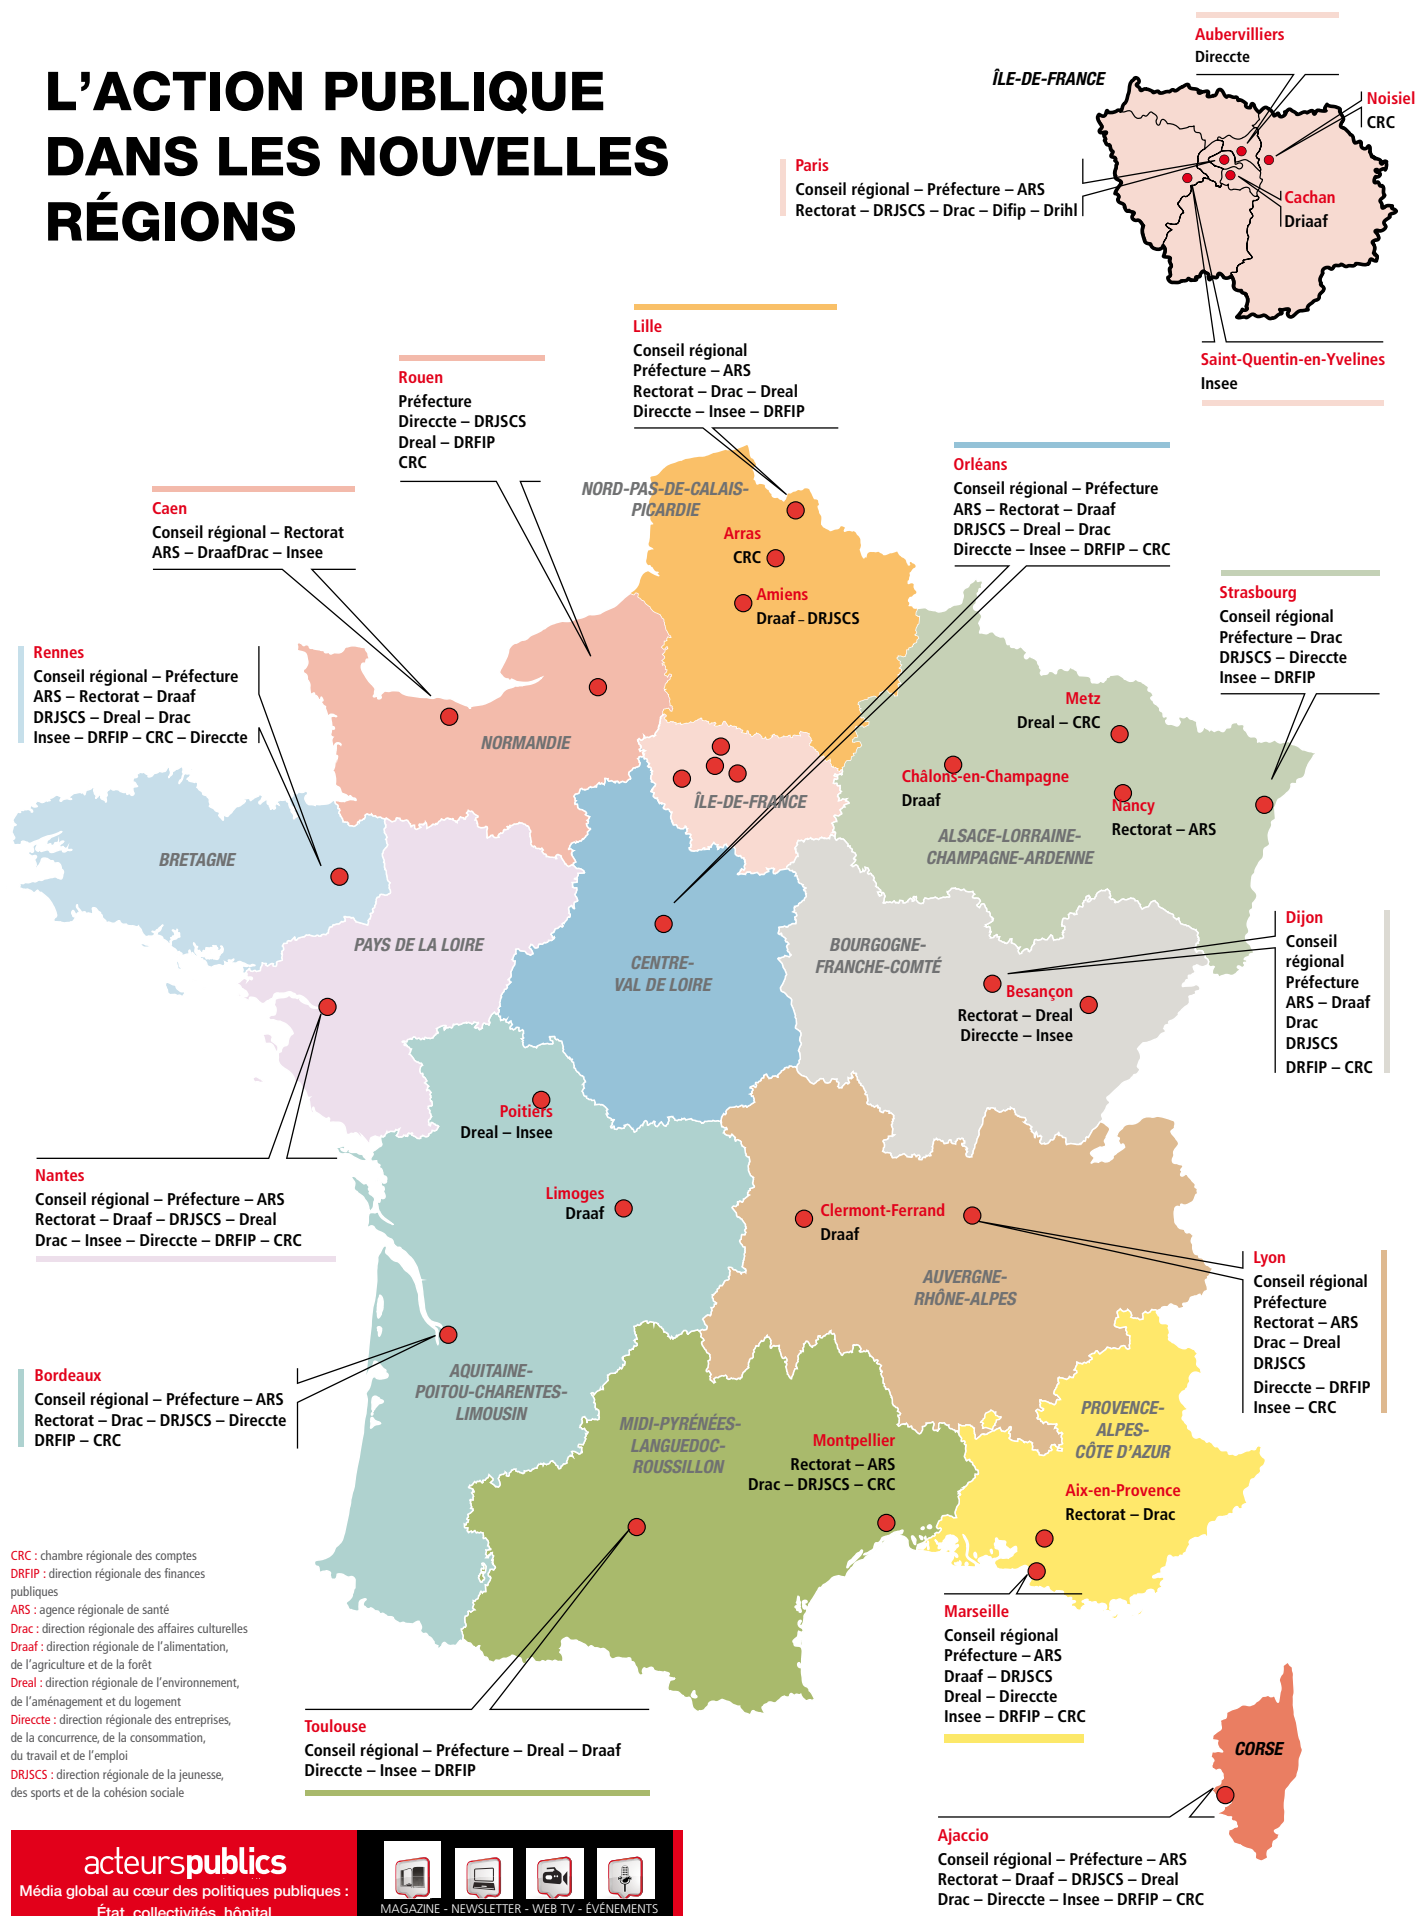 L'ACTION PUBLIQUE
DANS LES NOUVELLES
RÉGIONS
ÎLE-DE-FRANCE
Aubervilliers
Direccte
Noisiel
CRC
Paris
Conseil régional – Préfecture – ARS
Rectorat – DRJSCS – Drac – Difip – Drihl
Cachan
Driaaf
Saint-Quentin-en-Yvelines
Insee
Lille
Conseil régional
Préfecture – ARS
Rectorat – Drac – Dreal
Direccte – Insee – DRFIP
Rouen
Préfecture
Direccte – DRJSCS
Dreal – DRFIP
CRC
Caen
Conseil régional – Rectorat
ARS – DraafDrac – Insee
NORD-PAS-DE-CALAIS-
PICARDIE
Arras
CRC
Amiens
Draaf – DRJSCS
Orléans
Conseil régional – Préfecture
ARS – Rectorat – Draaf
DRJSCS – Dreal – Drac
Direccte – Insee – DRFIP – CRC
Strasbourg
Conseil régional
Préfecture – Drac
DRJSCS – Direccte
Insee – DRFIP
Rennes
Conseil régional – Préfecture
ARS – Rectorat – Draaf
DRJSCS – Dreal – Drac
Insee – DRFIP – CRC – Direccte
NORMANDIE
ÎLE-DE-FRANCE
Metz
Dreal – CRC
Châlons-en-Champagne
Draaf
Nancy
Rectorat – ARS
ALSACE-LORRAINE-
CHAMPAGNE-ARDENNE
BRETAGNE
PAYS DE LA LOIRE
CENTRE-
VAL DE LOIRE
BOURGOGNE-
FRANCHE-COMTÉ
Besançon
Rectorat – Dreal
Direccte – Insee
Dijon
Conseil
régional
Préfecture
ARS – Draaf
Drac
DRJSCS
DRFIP – CRC
Poitiers
Dreal – Insee
Nantes
Conseil régional – Préfecture – ARS
Rectorat – Draaf – DRJSCS – Dreal
Drac – Insee – Direccte – DRFIP – CRC
Limoges
Draaf
Clermont-Ferrand
Draaf
AUVERGNE-
RHÔNE-ALPES
Lyon
Conseil régional
Préfecture
Rectorat – ARS
Drac – Dreal
DRJSCS
Direccte – DRFIP
Insee – CRC
Bordeaux
Conseil régional – Préfecture – ARS
Rectorat – Drac – DRJSCS – Direccte
DRFIP – CRC
AQUITAINE-
POITOU-CHARENTES-
LIMOUSIN
MIDI-PYRÉNÉES-
LANGUEDOC-
ROUSSILLON
Montpellier
Rectorat – ARS
Drac – DRJSCS – CRC
PROVENCE-
ALPES-
CÔTE D'AZUR
Aix-en-Provence
Rectorat – Drac
CRC : chambre régionale des comptes
DRFIP : direction régionale des finances
publiques
ARS : agence régionale de santé
Drac : direction régionale des affaires culturelles
Draaf : direction régionale de l'alimentation,
de l'agriculture et de la forêt
Dreal : direction régionale de l'environnement,
de l'aménagement et du logement
Direccte : direction régionale des entreprises,
de la concurrence, de la consommation,
du travail et de l'emploi
DRJSCS : direction régionale de la jeunesse,
des sports et de la cohésion sociale
Marseille
Conseil régional
Préfecture – ARS
Draaf – DRJSCS
Dreal – Direccte
Insee – DRFIP – CRC
Toulouse
Conseil régional – Préfecture – Dreal – Draaf
Direccte – Insee – DRFIP
CORSE
Ajaccio
Conseil régional – Préfecture – ARS
Rectorat – Draaf – DRJSCS – Dreal
Drac – Direccte – Insee – DRFIP – CRC
acteurspublics
Média global au cœur des politiques publiques :
État, collectivités, hôpital
MAGAZINE - NEWSLETTER - WEB TV - ÉVÉNEMENTS